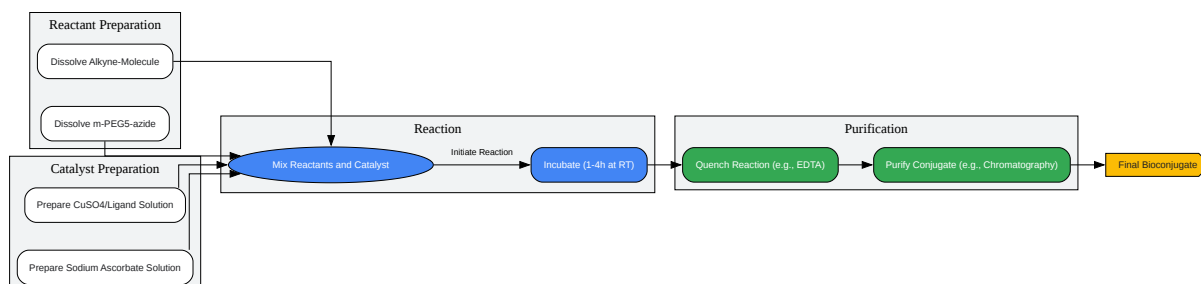 Reactant Preparation
Dissolve Alkyne-Molecule
Dissolve m-PEG5-azide
Catalyst Preparation
Prepare CuSO4/Ligand Solution
Prepare Sodium Ascorbate Solution
Reaction
Mix Reactants and Catalyst
Initiate Reaction
Incubate (1-4h at RT)
Purification
Quench Reaction (e.g., EDTA)
Purify Conjugate (e.g., Chromatography)
Final Bioconjugate